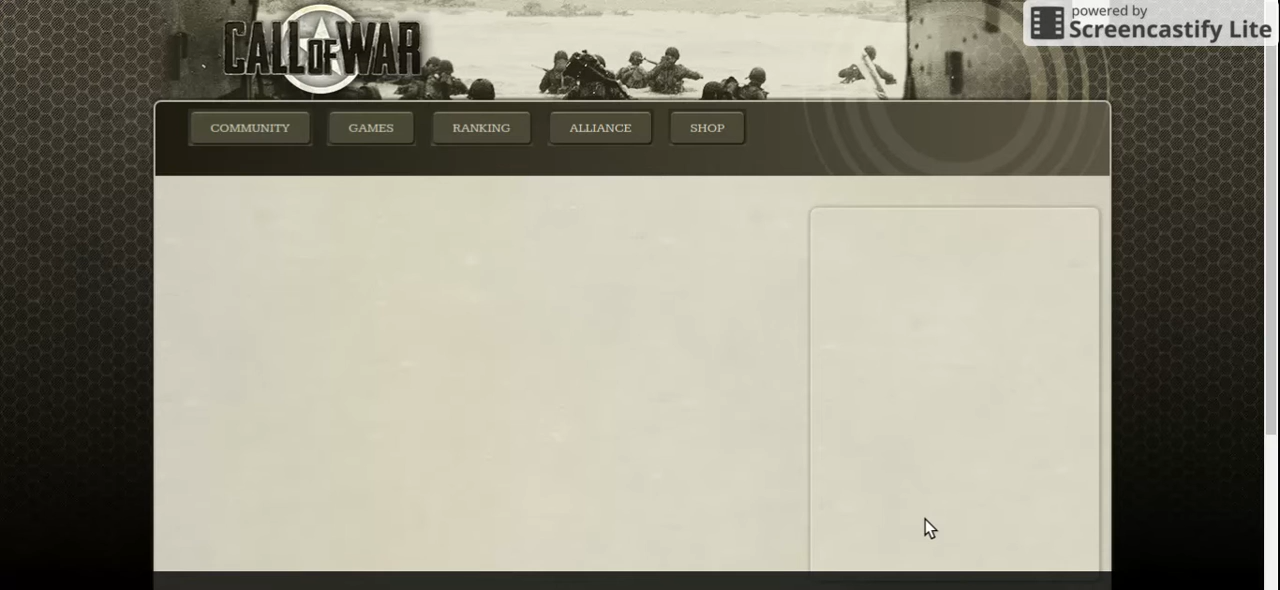 powered by
Screencastify Lite
CALL OF WAR
COMMUNITY
GAMES
RANKING
ALLIANCE
SHOP